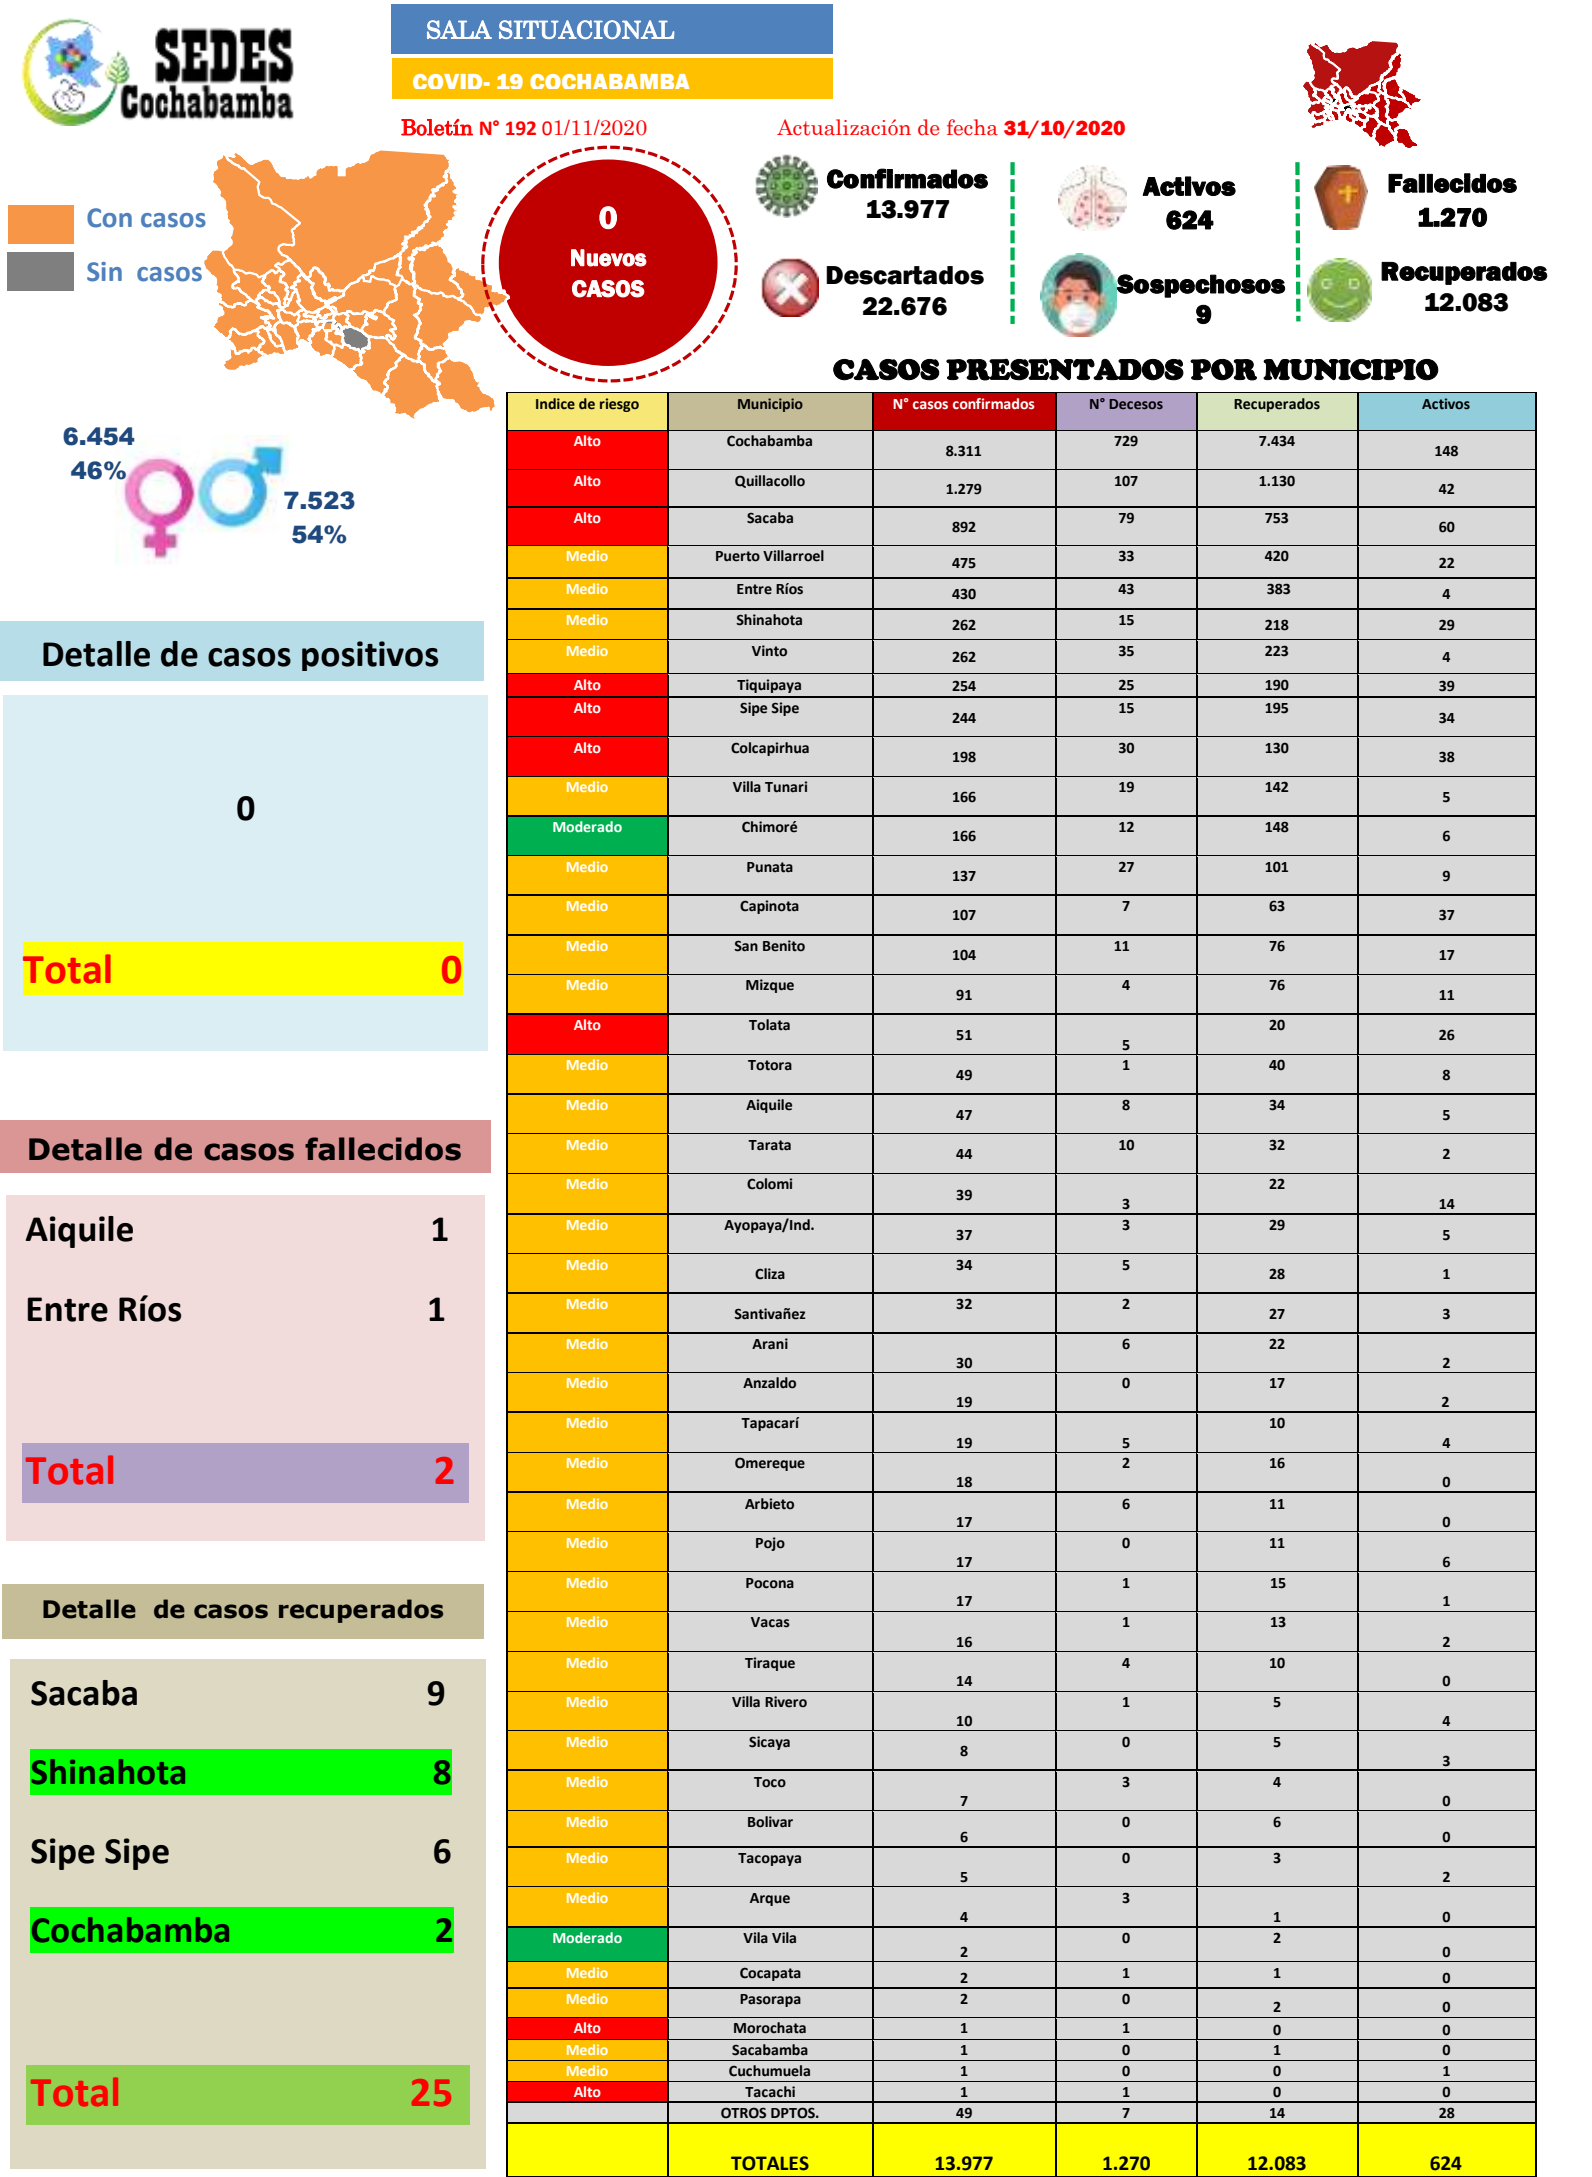 SEDES
Cochabamba
SALA SITUACIONAL
COVID- 19 COCHABAMBA
Boletín N° 192 01/11/2020
Actualización de fecha 31/10/2020
Con casos
Sin casos
0
Nuevos
CASOS
Confirmados
13.977
Activos
624
Fallecidos
1.270
Descartados
22.676
Sospechosos
9
Recuperados
12.083
6.454
46%
7.523
54%
Detalle de casos positivos
0
Total 0
Detalle de casos fallecidos
Aiquile 1
Entre Ríos 1
Total 2
Detalle de casos recuperados
Sacaba 9
Shinahota 8
Sipe Sipe 6
Cochabamba 2
Total 25
CASOS PRESENTADOS POR MUNICIPIO
Indice de riesgo Municipio N° casos confirmados N° Decesos Recuperados Activos
Alto Cochabamba 8.311 729 7.434 148
Alto Quillacollo 1.279 107 1.130 42
Alto Sacaba 892 79 753 60
Medio Puerto Villarroel 475 33 420 22
Medio Entre Ríos 430 43 383 4
Medio Shinahota 262 15 218 29
Medio Vinto 262 35 223 4
Alto Tiquipaya 254 25 190 39
Alto Sipe Sipe 244 15 195 34
Alto Colcapirhua 198 30 130 38
Medio Villa Tunari 166 19 142 5
Moderado Chimoré 166 12 148 6
Medio Punata 137 27 101 9
Medio Capinota 107 7 63 37
Medio San Benito 104 11 76 17
Medio Mizque 91 4 76 11
Alto Tolata 51 5 20 26
Medio Totora 49 1 40 8
Medio Aiquile 47 8 34 5
Medio Tarata 44 10 32 2
Medio Colomi 39 3 22 14
Medio Ayopaya/Ind. 37 3 29 5
Medio Cliza 34 5 28 1
Medio Santivañez 32 2 27 3
Medio Arani 30 6 22 2
Medio Anzaldo 19 0 17 2
Medio Tapacarí 19 5 10 4
Medio Omereque 18 2 16 0
Medio Arbieto 17 6 11 0
Medio Pojo 17 0 11 6
Medio Pocona 17 1 15 1
Medio Vacas 16 1 13 2
Medio Tiraque 14 4 10 0
Medio Villa Rivero 10 1 5 4
Medio Sicaya 8 0 5 3
Medio Toco 7 3 4 0
Medio Bolivar 6 0 6 0
Medio Tacopaya 5 0 3 2
Medio Arque 4 3 1 0
Moderado Vila Vila 2 0 2 0
Medio Cocapata 2 1 1 0
Medio Pasorapa 2 0 2 0
Alto Morochata 1 1 0 0
Medio Sacabamba 1 0 1 0
Medio Cuchumuela 1 0 0 1
Alto Tacachi 1 1 0 0
OTROS DPTOS. 49 7 14 28
TOTALES 13.977 1.270 12.083 624